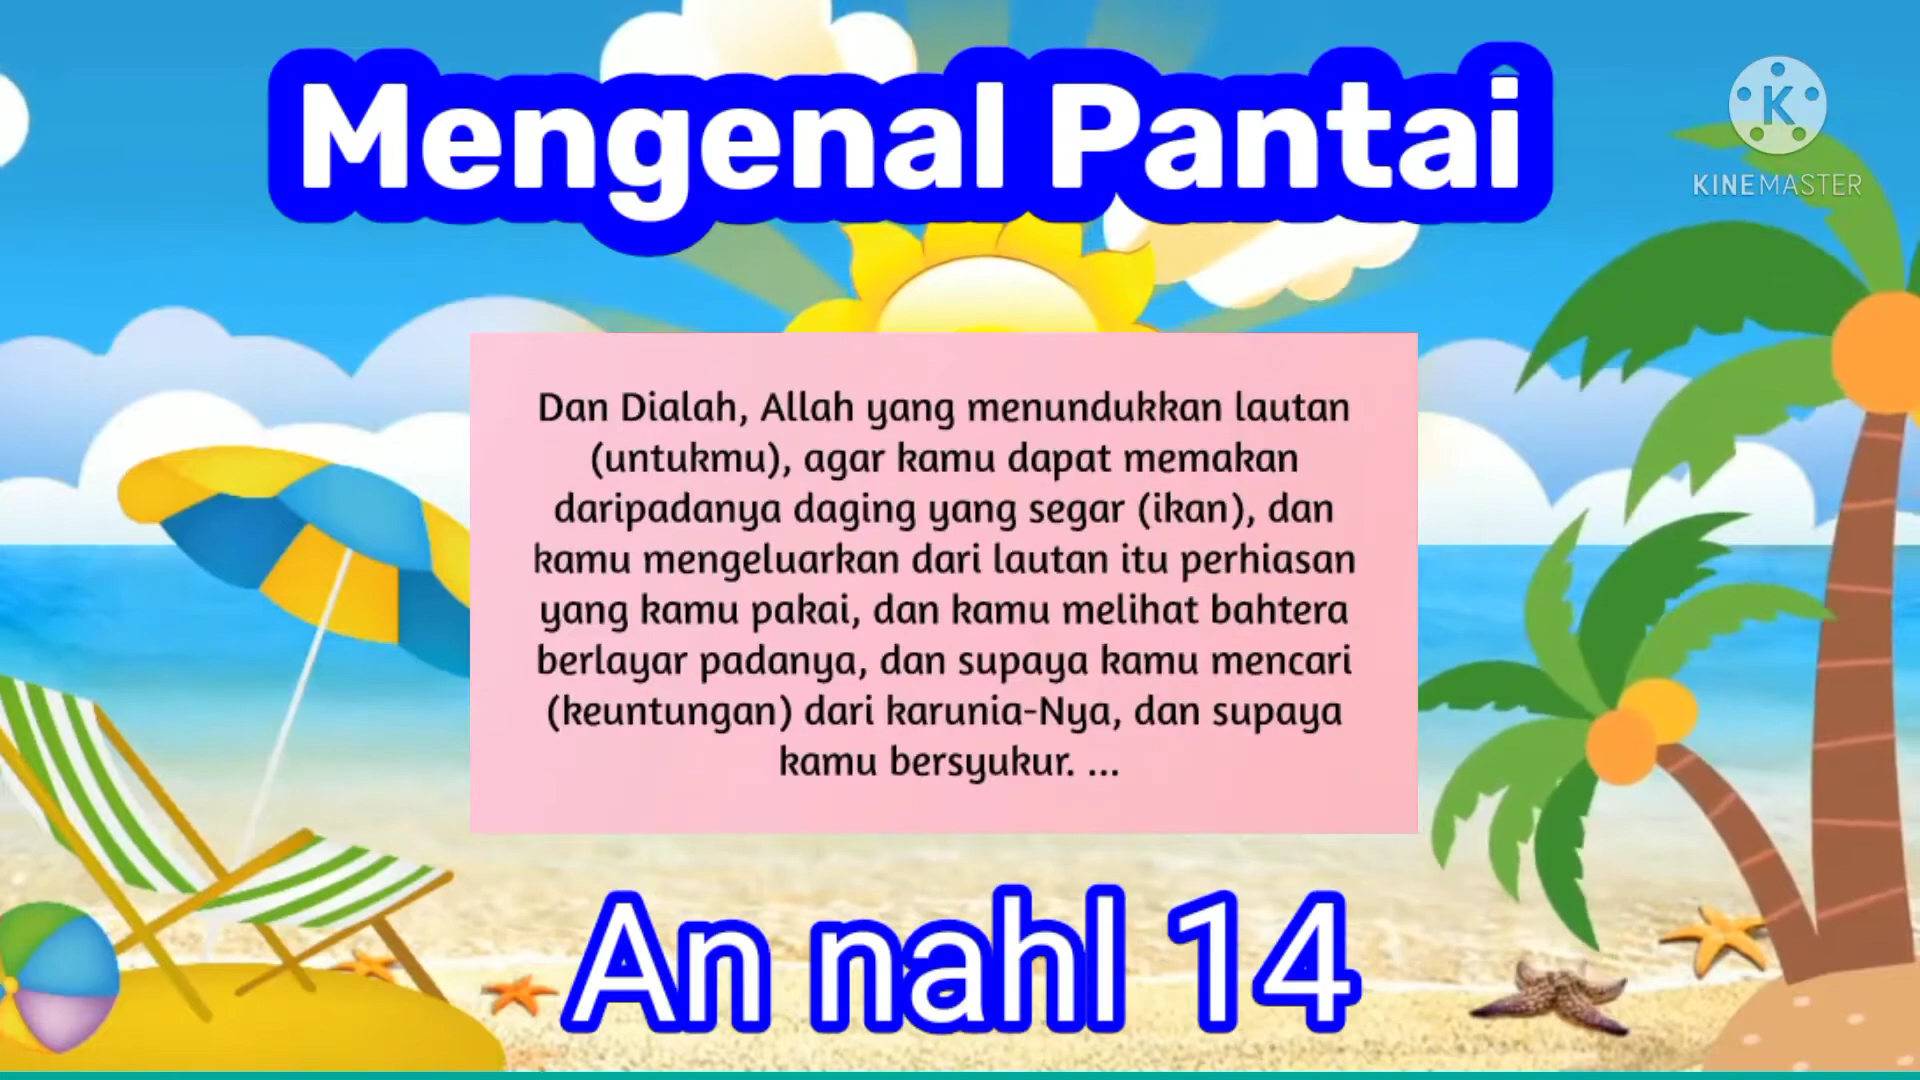 Mengenal Pantai
KINEMASTER
Dan Dialah, Allah yang menundukkan lautan
(untukmu), agar kamu dapat memakan
daripadanya daging yang segar (ikan), dan
kamu mengeluarkan dari lautan itu perhiasan
yang kamu pakai, dan kamu melihat bahtera
berlayar padanya, dan supaya kamu mencari
(keuntungan) dari karunia-Nya, dan supaya
kamu bersyukur. ...
An nahl 14